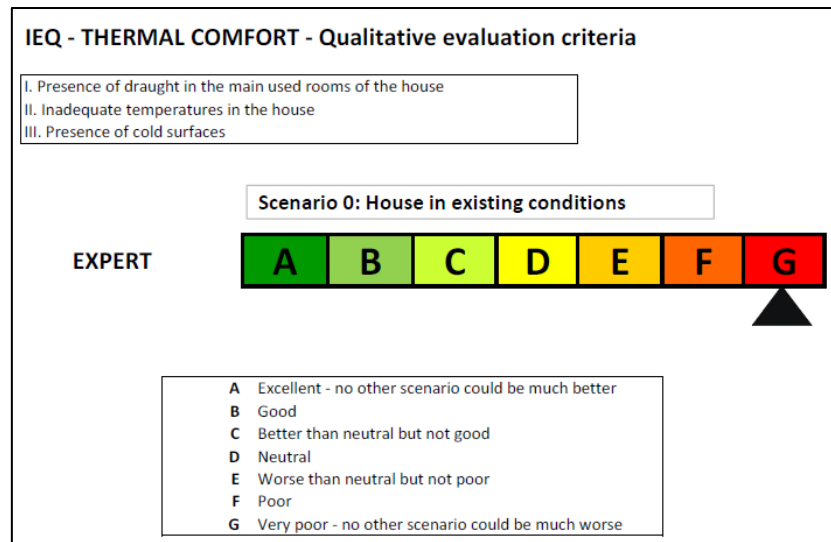 IEQ - THERMAL COMFORT - Qualitative evaluation criteria
I. Presence of draught in the main used rooms of the house
II. Inadequate temperatures in the house
III. Presence of cold surfaces
Scenario 0: House in existing conditions
EXPERT A B C D E F G
A Excellent - no other scenario could be much better
B Good
C Better than neutral but not good
D Neutral
E Worse than neutral but not poor
F Poor
G Very poor - no other scenario could be much worse